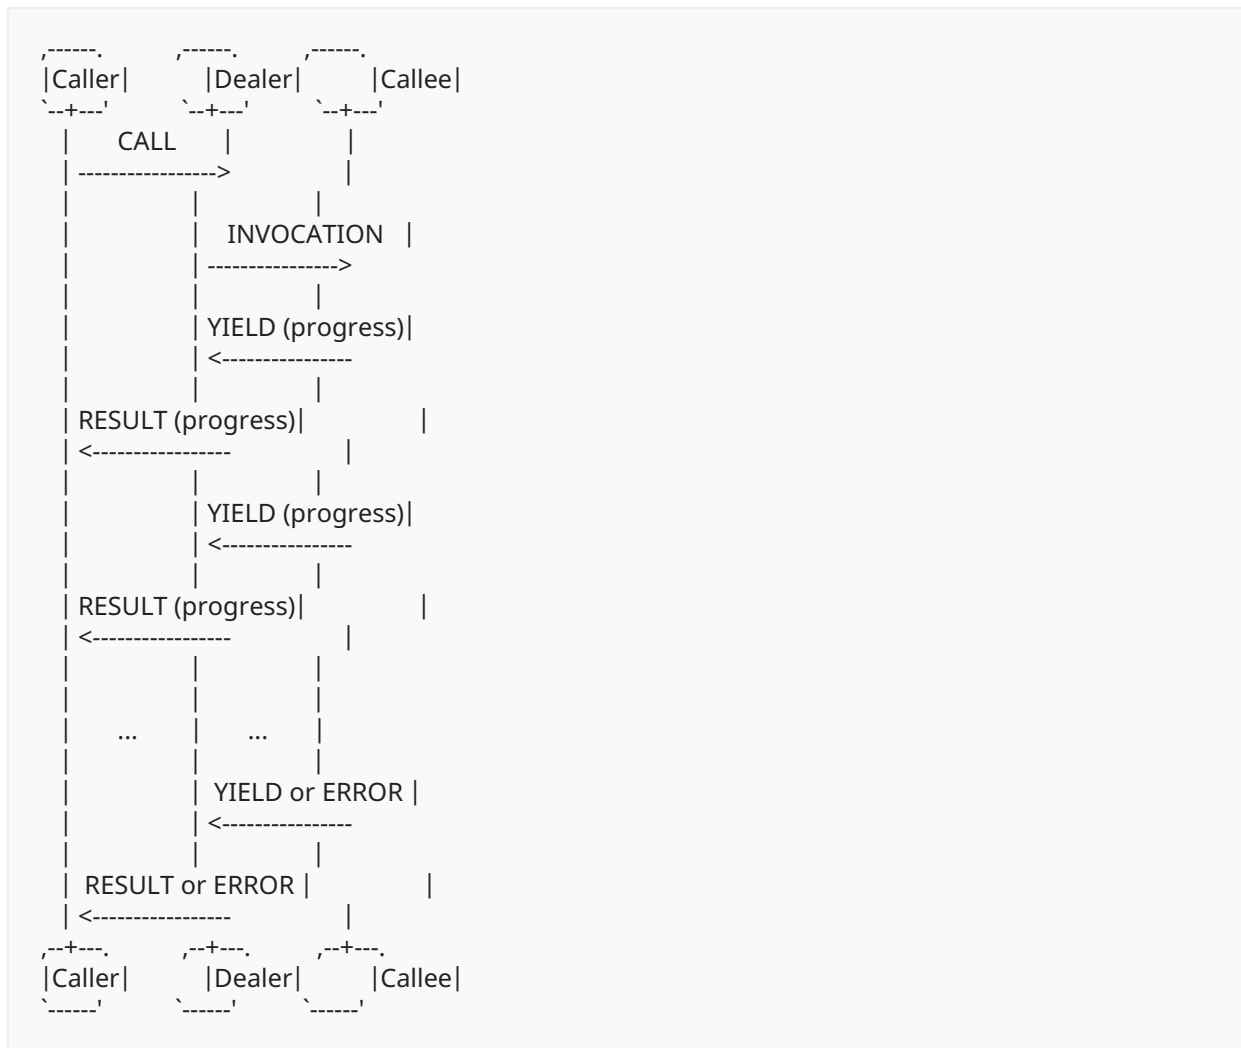 ,------.          ,------.          ,------.
|Caller|          |Dealer|          |Callee|
`--+---'          `--+---'          `--+---'
   |       CALL       |                 |
   | ----------------->                 |
   |                  |                 |
   |                  |    INVOCATION   |
   |                  | ---------------->
   |                  |                 |
   |                  | YIELD (progress)|
   |                  | <----------------
   |                  |                 |
   | RESULT (progress)|                 |
   | <-----------------                 |
   |                  |                 |
   |                  | YIELD (progress)|
   |                  | <----------------
   |                  |                 |
   | RESULT (progress)|                 |
   | <-----------------                 |
   |                  |                 |
   |                  |                 |
   |       ...        |       ...       |
   |                  |                 |
   |                  |  YIELD or ERROR |
   |                  | <----------------
   |                  |                 |
   |  RESULT or ERROR |                 |
   | <-----------------                 |
,--+---.          ,--+---.          ,--+---.
|Caller|          |Dealer|          |Callee|
`------'          `------'          `------'